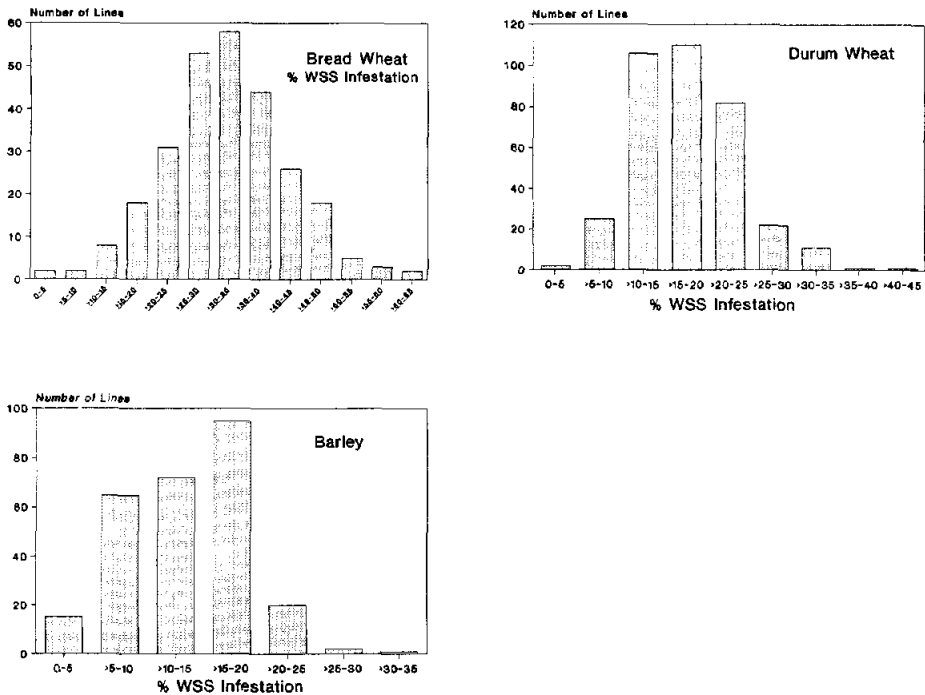 Number of Lines
Bread Wheat
% WSS Infestation
60
50
40
30
20
10
0
0-5
Number of Lines
Durum Wheat
120
100
80
60
40
20
0
0-5 >5-10 >10-15 >15-20 >20-25 >25-30 >30-35 >35-40 >40-45
% WSS Infestation
Number of Lines
Barley
100
80
60
40
20
0
0-5 >5-10 >10-15 >15-20 >20-25 >25-30 >30-35
% WSS Infestation